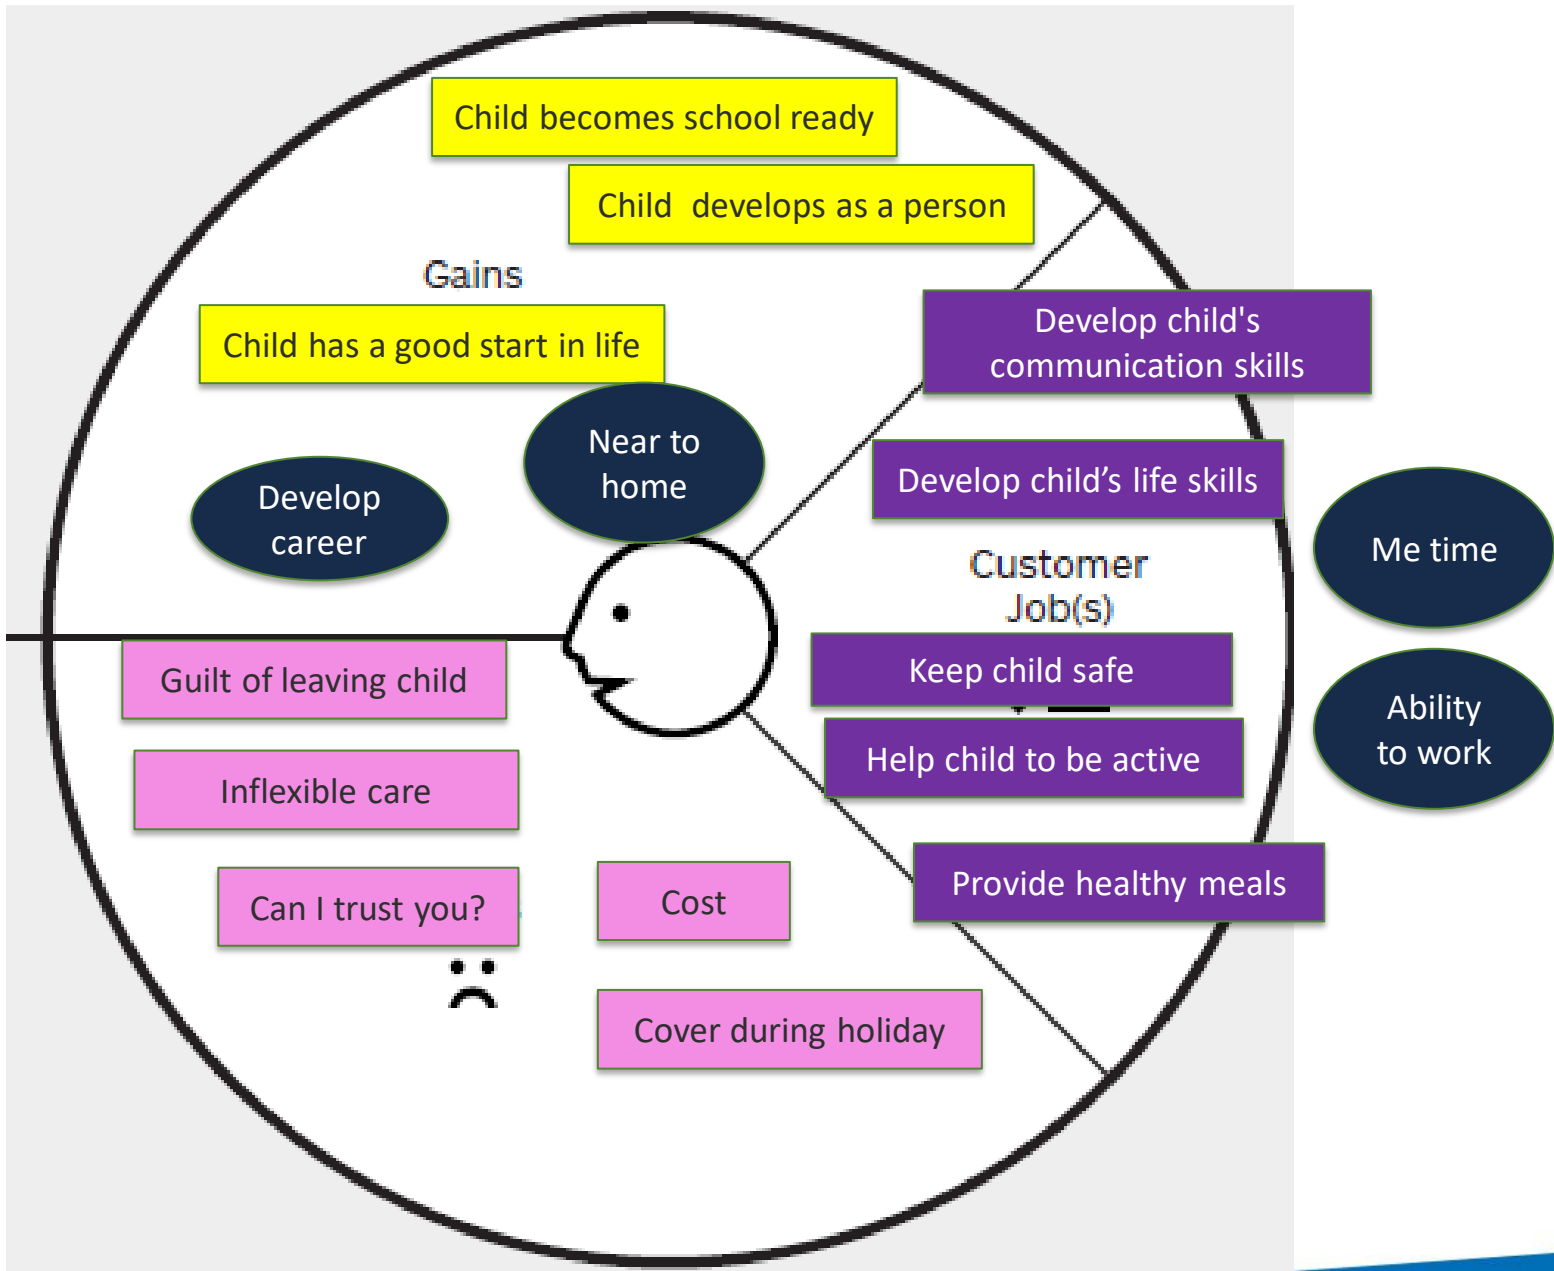 Child becomes school ready
Child  develops as a person
Gains
Child has a good start in life
Near to
home
Develop
career
Develop child's
communication skills
Develop child’s life skills
Customer
Job(s)
Me time
Keep child safe
Ability
to work
Help child to be active
Provide healthy meals
Guilt of leaving child
Inflexible care
Can I trust you?
Cost
Cover during holiday